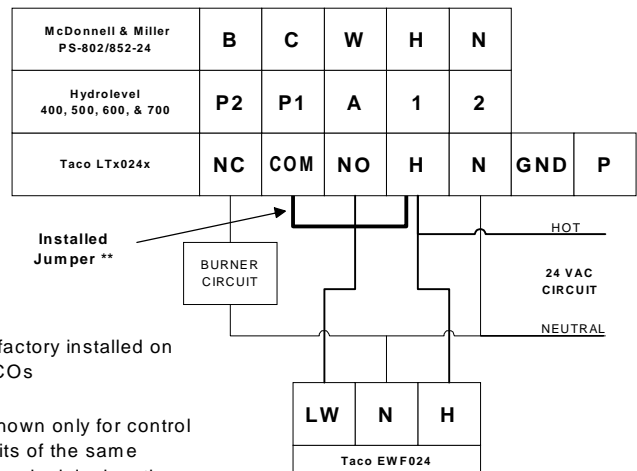 McDonnell & Miller
PS-802/852-24
B C W H N
Hydrolevel
400, 500, 600, & 700
P2 P1 A 1 2
Taco LTx024x
NC COM NO H N GND P
Installed
Jumper **
BURNER
CIRCUIT
HOT
24 VAC
CIRCUIT
NEUTRAL
factory installed on
COs
hown only for control
its of the same
LW N H
Taco EWF024